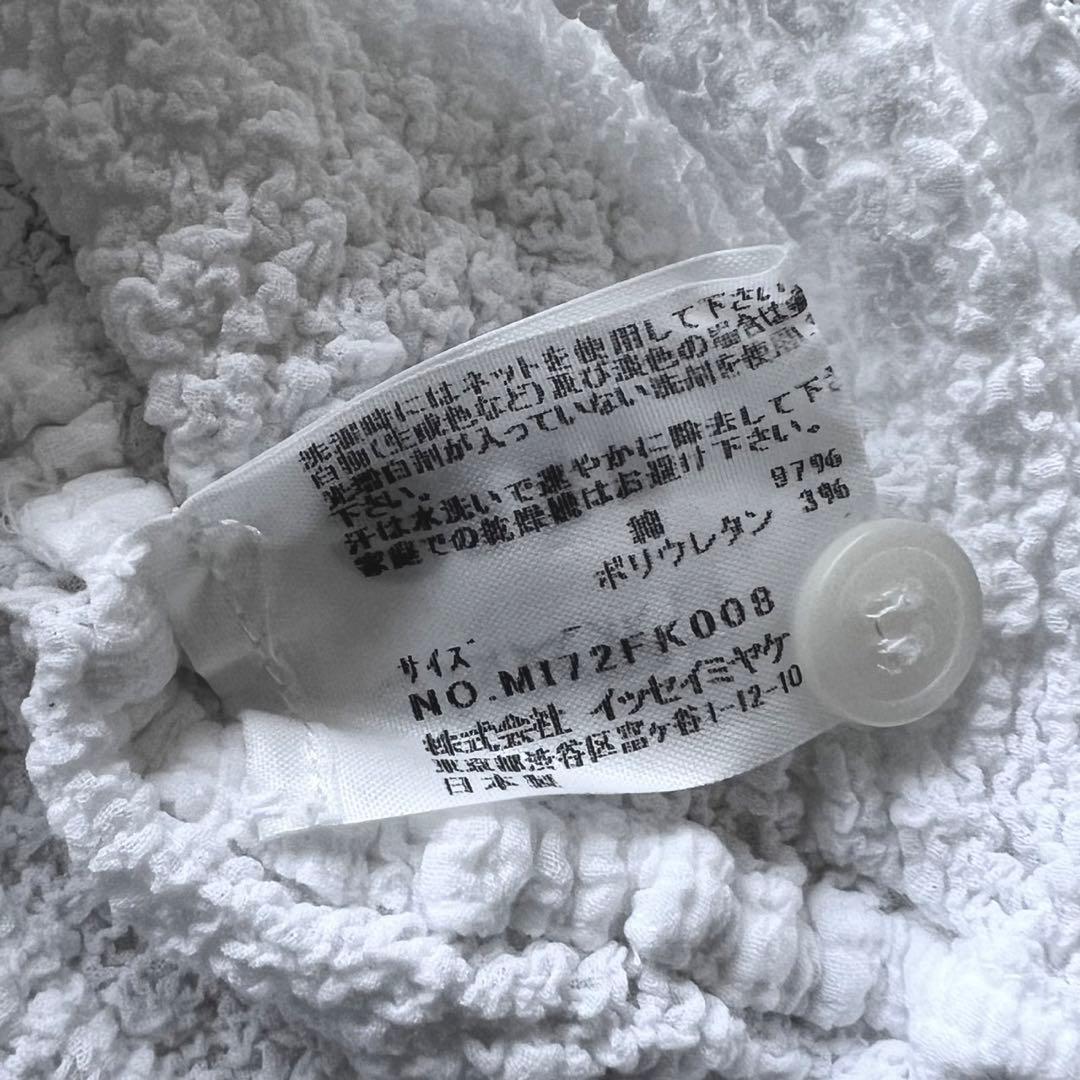 洗濯時にはネットを使用して下さい
白場(生成色など)並び淡色の場合は
光増白剤が入っていない洗剤を使用
下さい。
汗は水洗いで速やかに除去して下
家庭での乾燥機はお避け下さい。
綿 97%
ポリウレタン 3%
サイズ
NO.MI72FK008
株式会社 イッセイミヤケ
東京都渋谷区富ヶ谷1-12-10
日本製